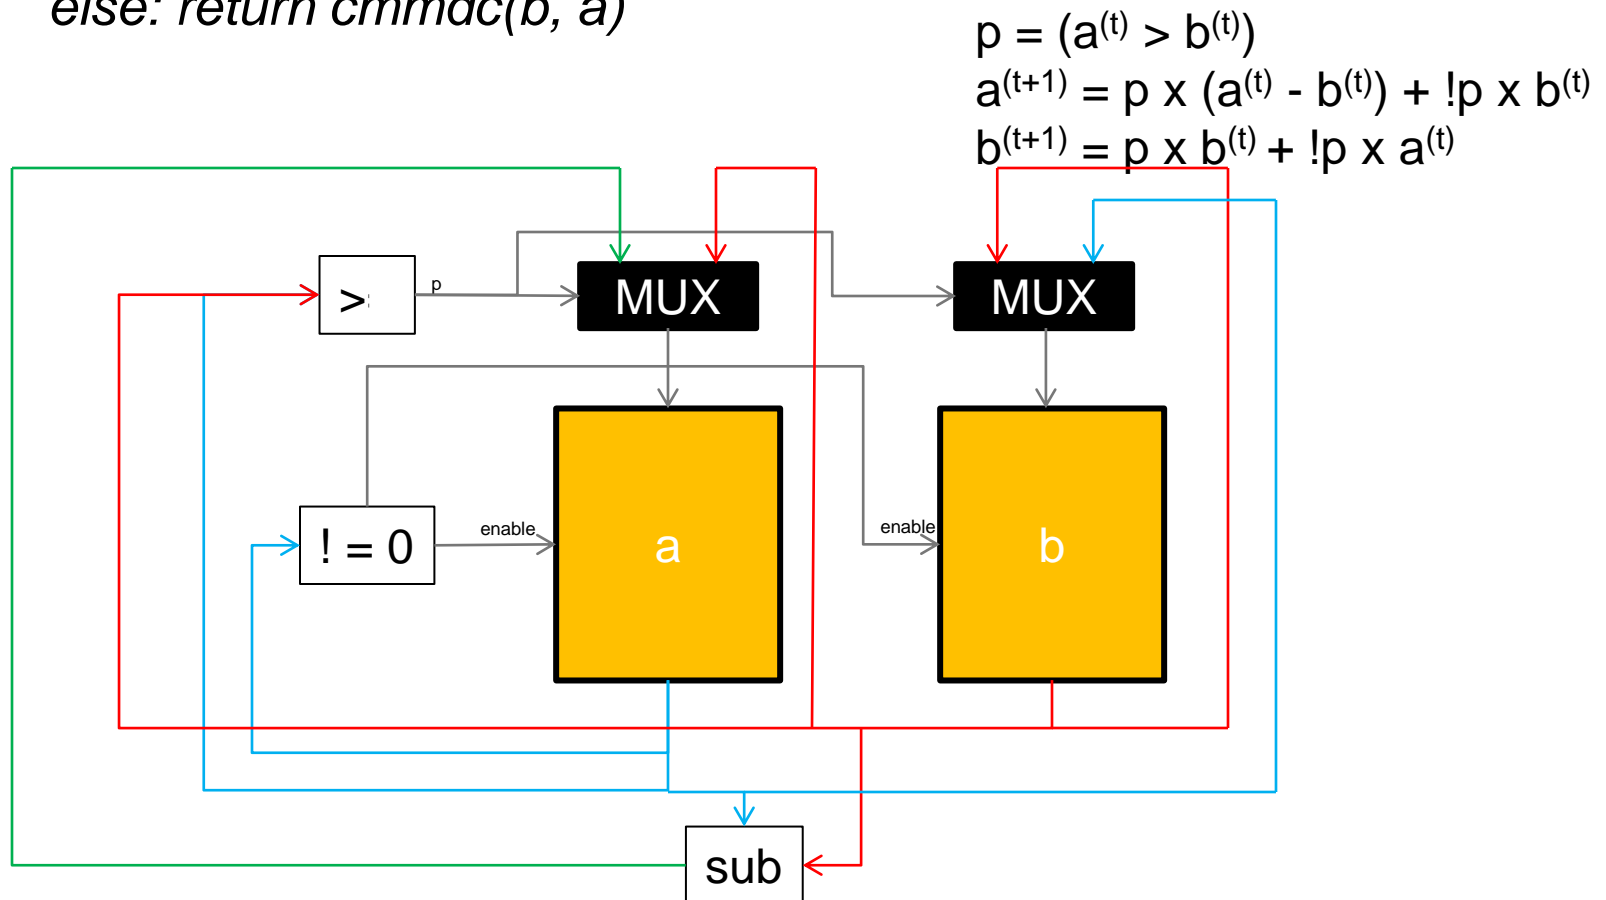 else: return cmmdc(b, a)
p = (a^(t) > b^(t))
a^(t+1) = p x (a^(t) - b^(t)) + !p x b^(t)
b^(t+1) = p x b^(t) + !p x a^(t)
>
p
MUX
MUX
! = 0
enable
a
enable
b
sub